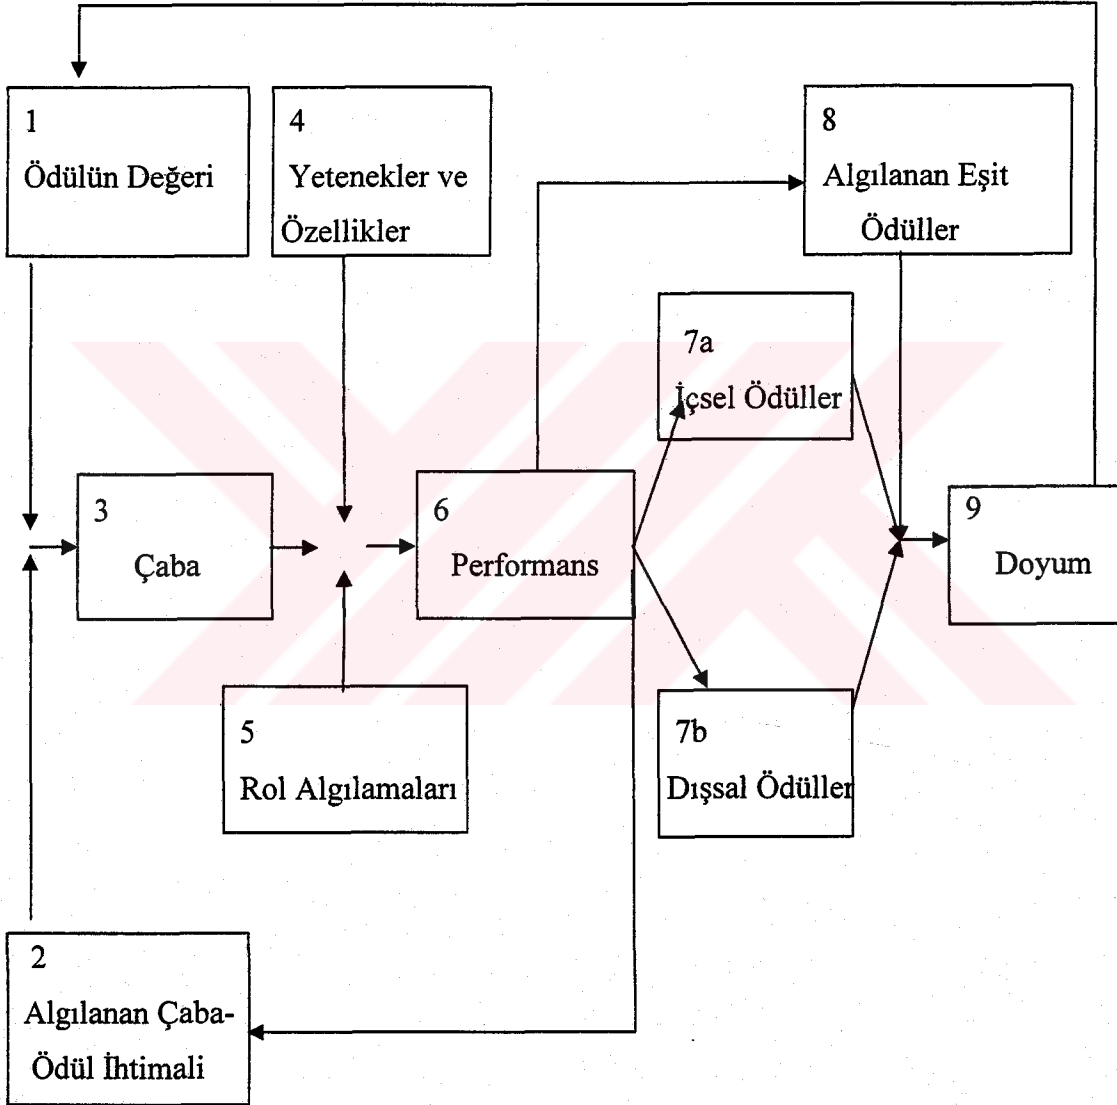 1
Ödülün Değeri
4
Yetenekler ve
Özellikler
8
Algılanan Eşit
Ödüller
7a
İçsel Ödüller
3
Çaba
6
Performans
9
Doyum
5
Rol Algılamaları
7b
Dışsal Ödüller
2
Algılanan Çaba-
Ödül İhtimali